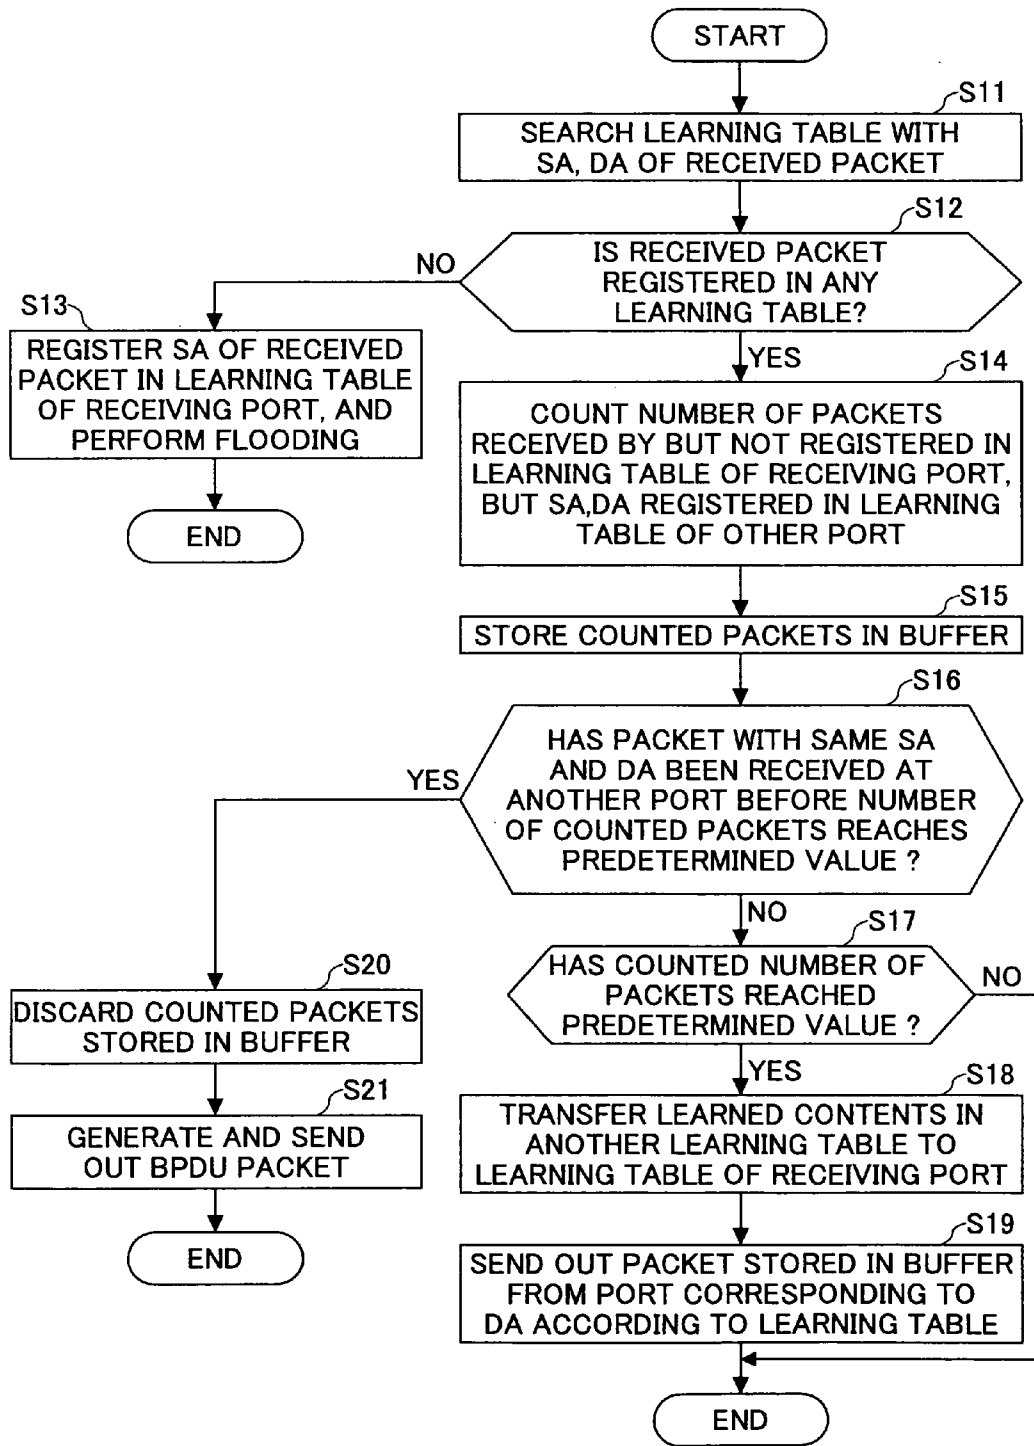 START
S11
SEARCH LEARNING TABLE WITH
SA, DA OF RECEIVED PACKET
S12
IS RECEIVED PACKET
REGISTERED IN ANY
LEARNING TABLE?
NO
YES
S13
REGISTER SA OF RECEIVED
PACKET IN LEARNING TABLE
OF RECEIVING PORT, AND
PERFORM FLOODING
END
S14
COUNT NUMBER OF PACKETS
RECEIVED BY BUT NOT REGISTERED IN
LEARNING TABLE OF RECEIVING PORT,
BUT SA,DA REGISTERED IN LEARNING
TABLE OF OTHER PORT
S15
STORE COUNTED PACKETS IN BUFFER
S16
HAS PACKET WITH SAME SA
AND DA BEEN RECEIVED AT
ANOTHER PORT BEFORE NUMBER
OF COUNTED PACKETS REACHES
PREDETERMINED VALUE ?
YES
NO
S17
HAS COUNTED NUMBER OF
PACKETS REACHED
PREDETERMINED VALUE ?
NO
YES
S20
DISCARD COUNTED PACKETS
STORED IN BUFFER
S21
GENERATE AND SEND
OUT BPDU PACKET
END
S18
TRANSFER LEARNED CONTENTS IN
ANOTHER LEARNING TABLE TO
LEARNING TABLE OF RECEIVING PORT
S19
SEND OUT PACKET STORED IN BUFFER
FROM PORT CORRESPONDING TO
DA ACCORDING TO LEARNING TABLE
END